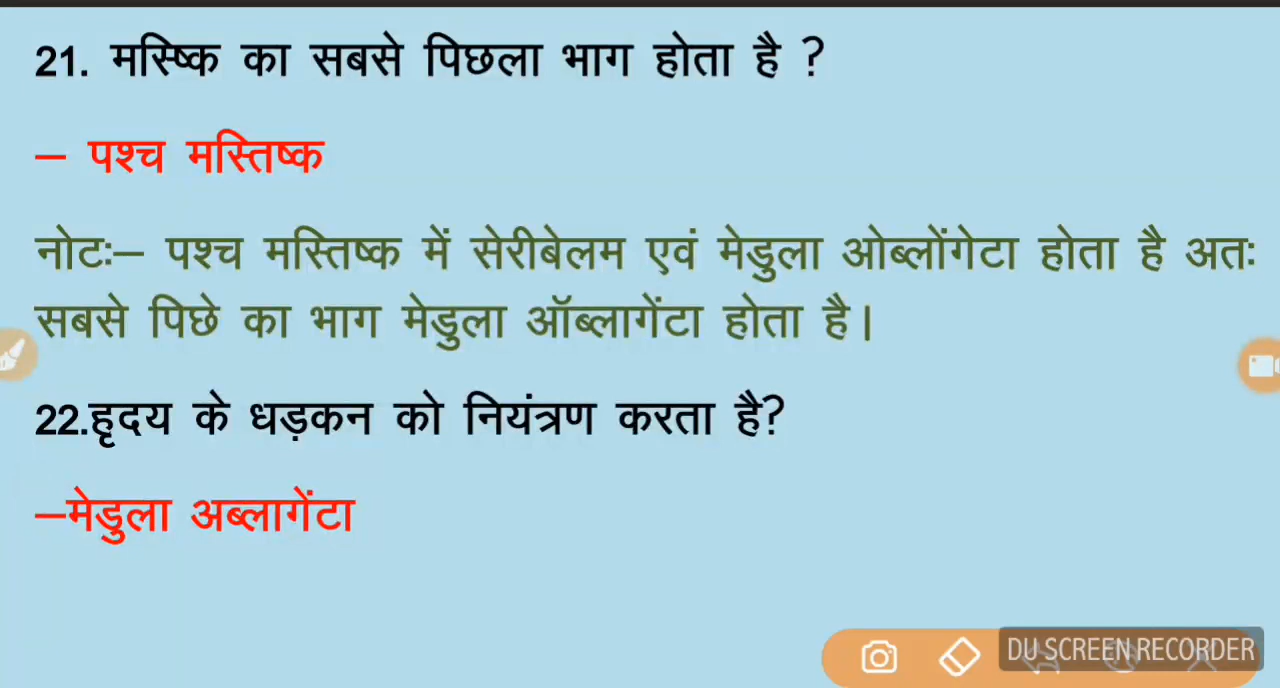 21. मस्ष्कि का सबसे पिछला भाग होता है ?
– पश्च मस्तिष्क
नोटः– पश्च मस्तिष्क में सेरीबेलम एवं मेडुला ओब्लोंगेटा होता है अतः
सबसे पिछे का भाग मेडुला ऑब्लागेंटा होता है।
22.हृदय के धड़कन को नियंत्रण करता है?
–मेडुला अब्लागेंटा
DU SCREEN RECORDER